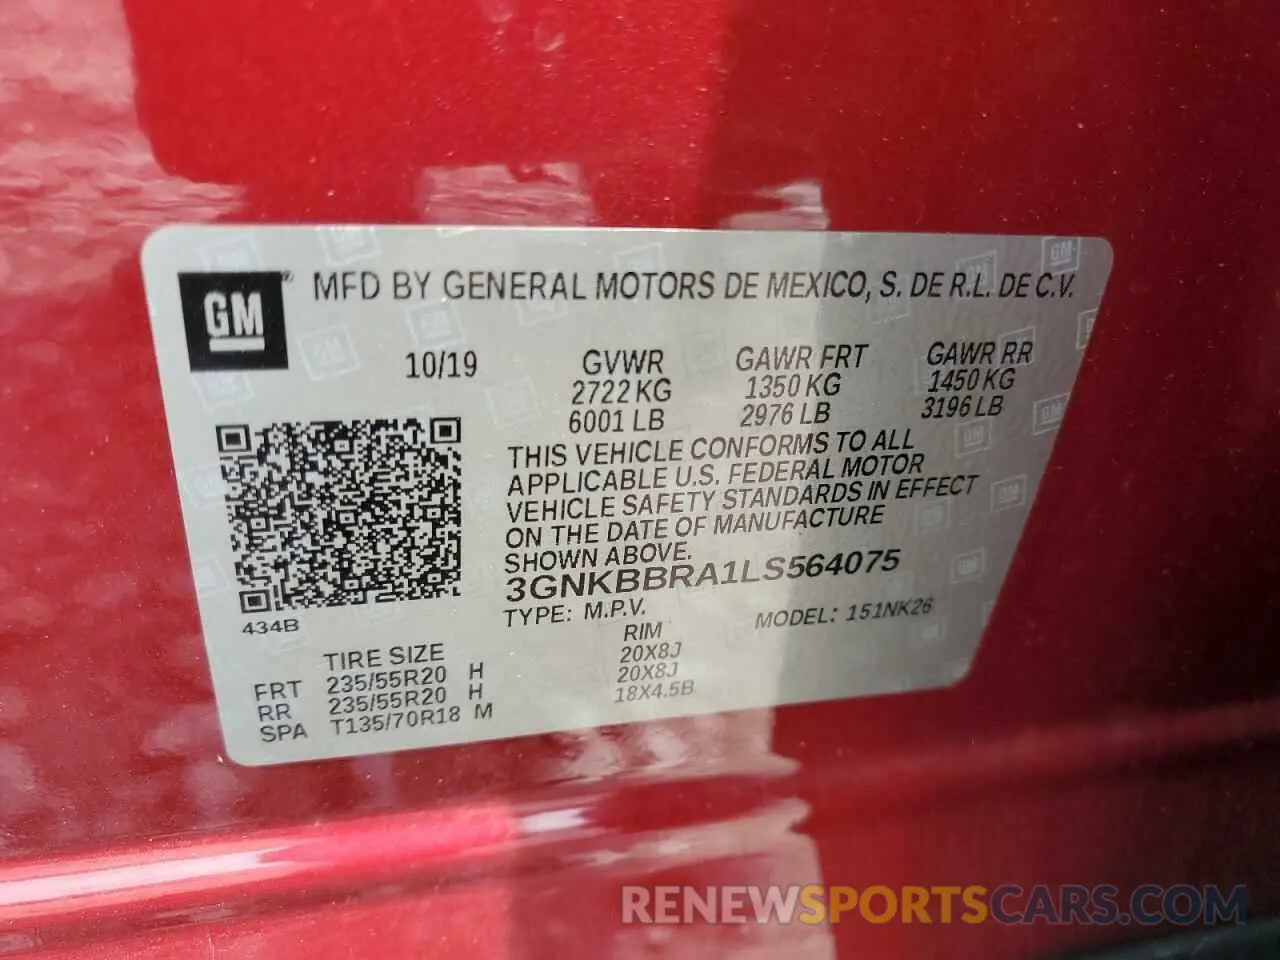 GM® MFD BY GENERAL MOTORS DE MEXICO, S. DE R.L. DE C.V.
10/19 GVWR GAWR FRT GAWR RR
2722 KG 1350 KG 1450 KG
6001 LB 2976 LB 3196 LB
THIS VEHICLE CONFORMS TO ALL
APPLICABLE U.S. FEDERAL MOTOR
VEHICLE SAFETY STANDARDS IN EFFECT
ON THE DATE OF MANUFACTURE
SHOWN ABOVE.
3GNKBBRA1LS564075
434B TYPE: M.P.V. MODEL: 151NK26
TIRE SIZE RIM
FRT 235/55R20 H 20X8J
RR 235/55R20 H 20X8J
SPA T135/70R18 M 18X4.5B
RENEWSPORTSCARS.COM